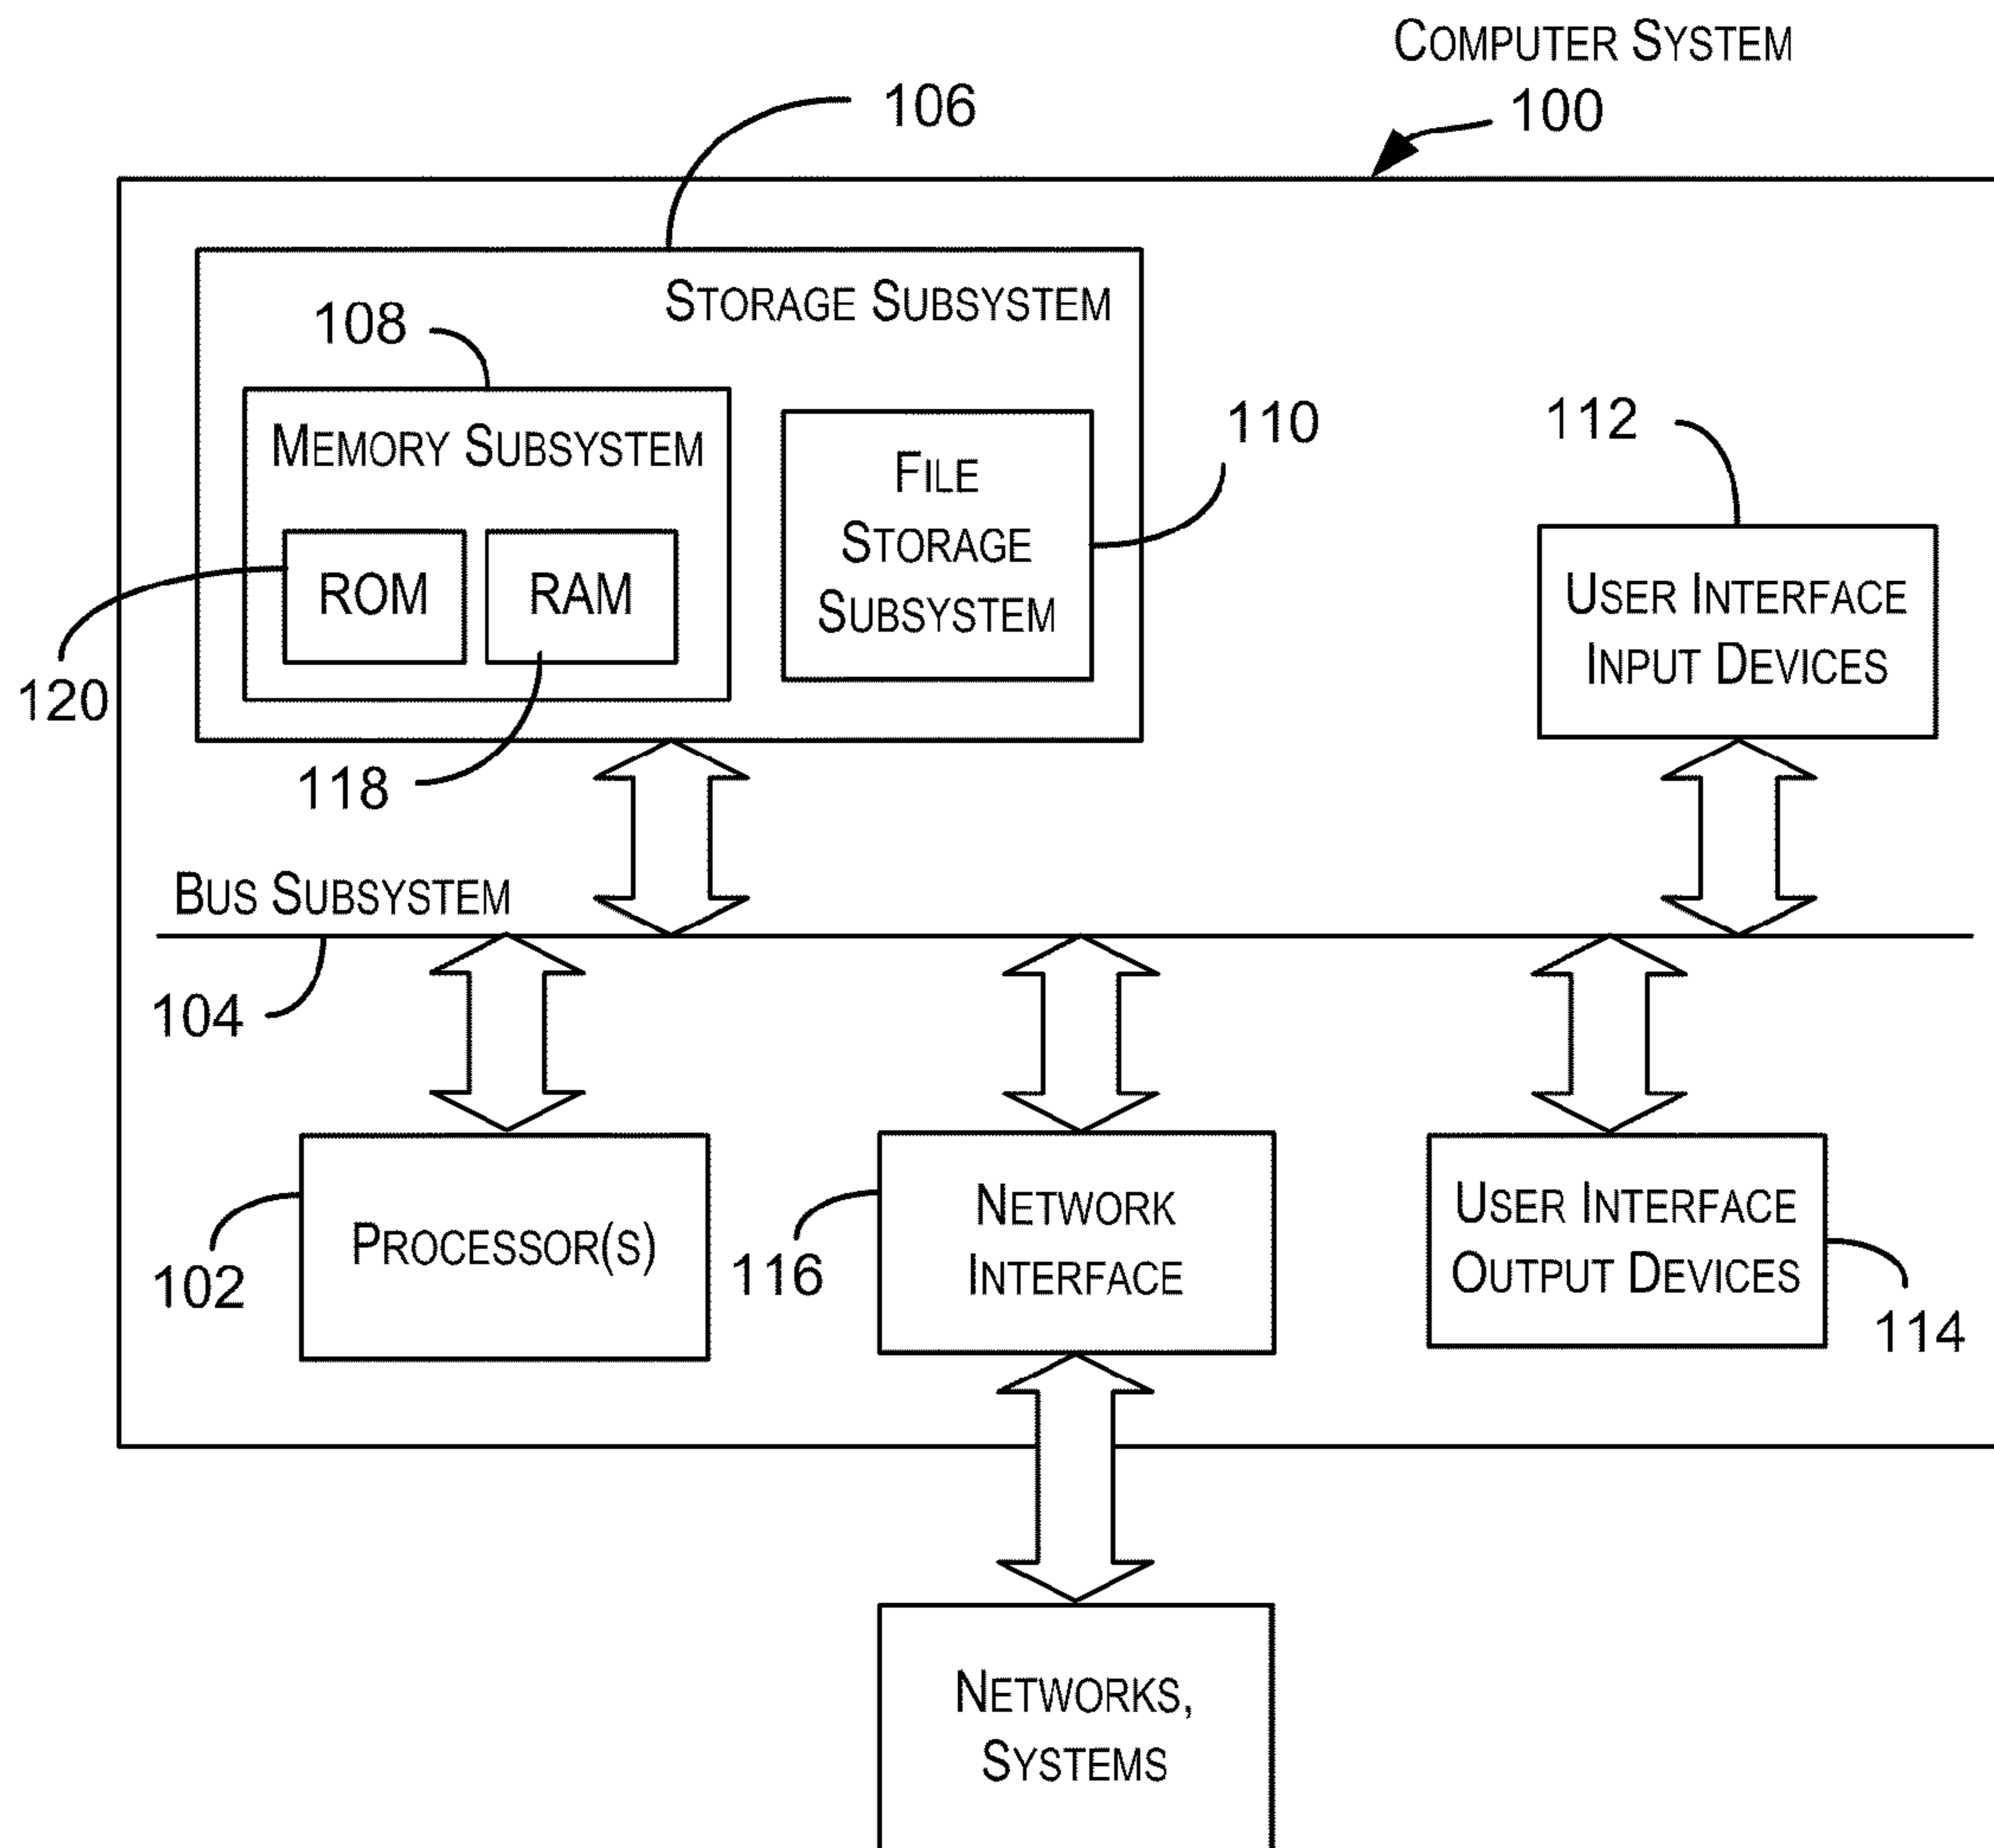 COMPUTER SYSTEM
100
106
STORAGE SUBSYSTEM
108
MEMORY SUBSYSTEM
ROM
RAM
120
118
FILE
STORAGE
SUBSYSTEM
110
112
USER INTERFACE
INPUT DEVICES
BUS SUBSYSTEM
104
PROCESSOR(S)
102
NETWORK
INTERFACE
116
USER INTERFACE
OUTPUT DEVICES
114
NETWORKS,
SYSTEMS